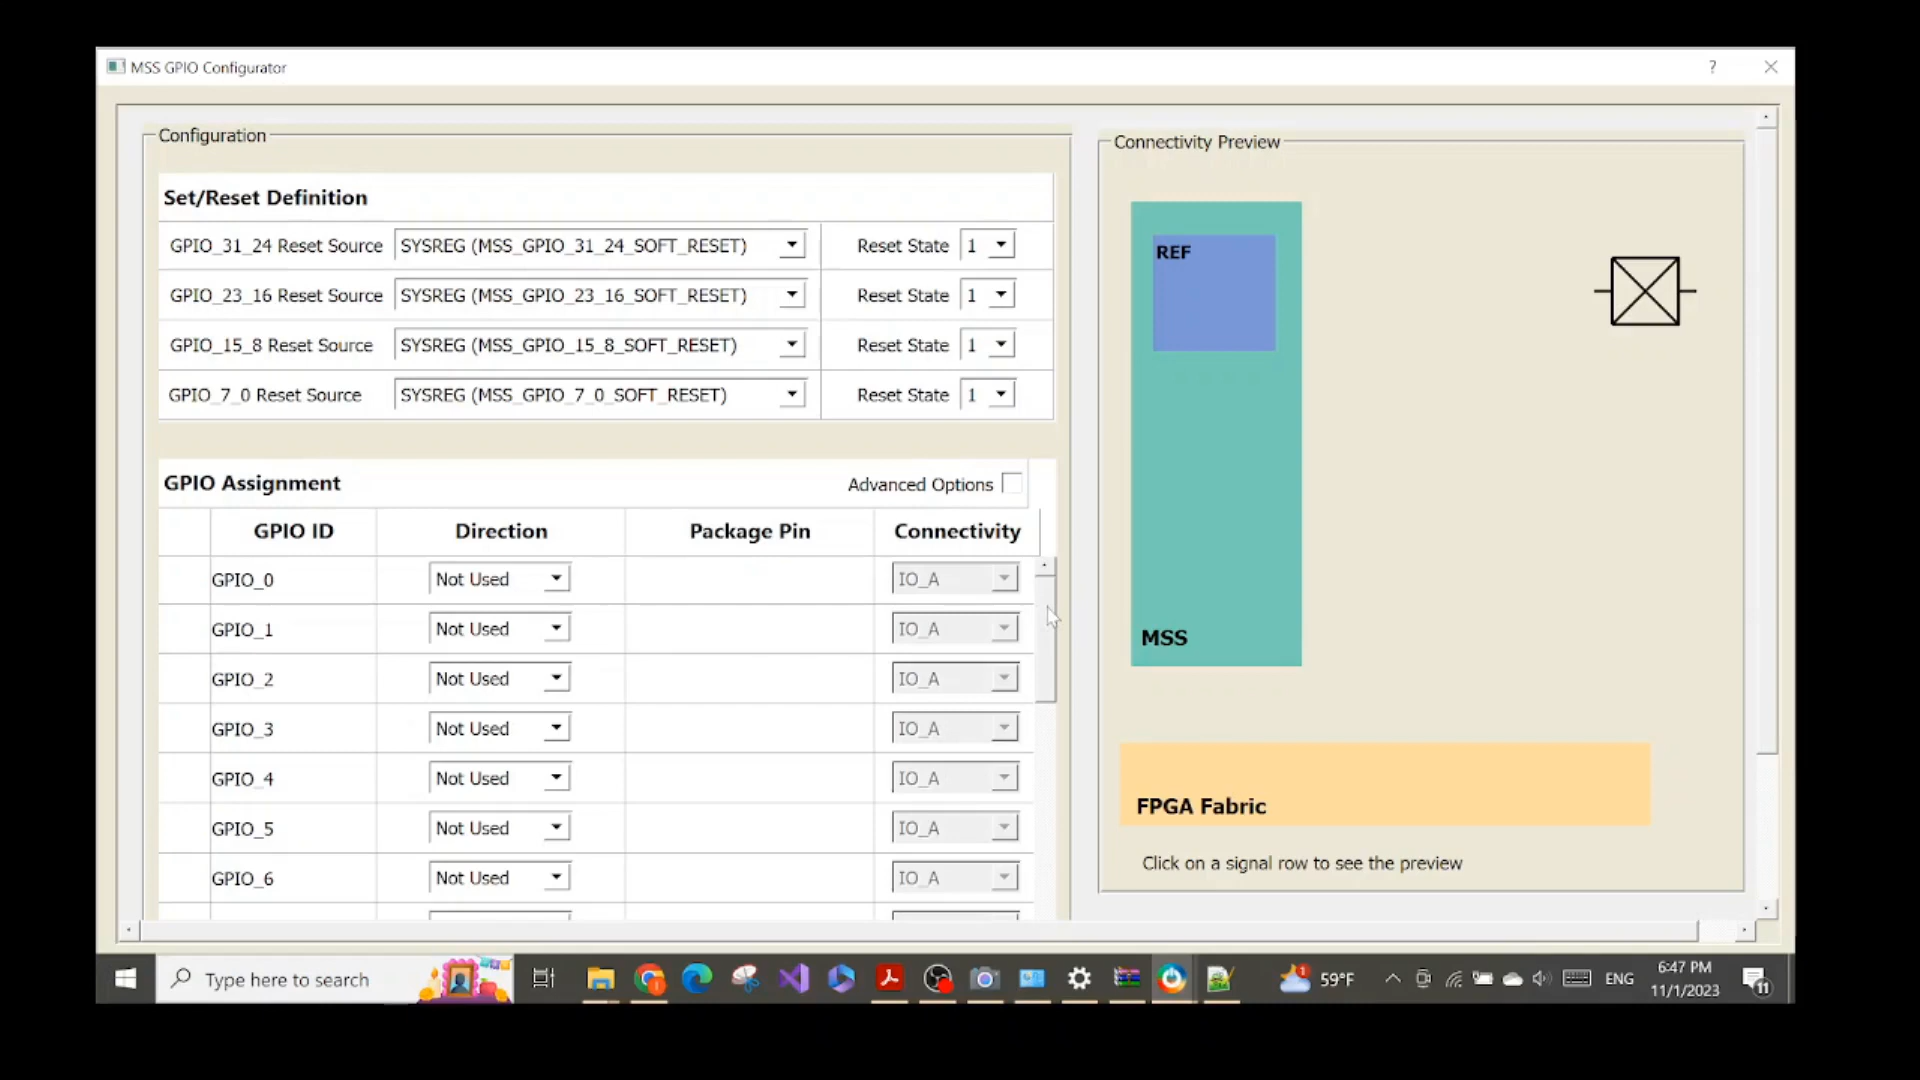 MSS GPIO Configurator
?
Configuration
Set/Reset Definition
GPIO_31_24 Reset Source SYSREG (MSS_GPIO_31_24_SOFT_RESET) Reset State 1
GPIO_23_16 Reset Source SYSREG (MSS_GPIO_23_16_SOFT_RESET) Reset State 1
GPIO_15_8 Reset Source SYSREG (MSS_GPIO_15_8_SOFT_RESET) Reset State 1
GPIO_7_0 Reset Source SYSREG (MSS_GPIO_7_0_SOFT_RESET) Reset State 1
GPIO Assignment Advanced Options
GPIO ID Direction Package Pin Connectivity
GPIO_0 Not Used IO_A
GPIO_1 Not Used IO_A
GPIO_2 Not Used IO_A
GPIO_3 Not Used IO_A
GPIO_4 Not Used IO_A
GPIO_5 Not Used IO_A
GPIO_6 Not Used IO_A
Connectivity Preview
REF
MSS
FPGA Fabric
Click on a signal row to see the preview
Type here to search
1
59°F
ENG
6:47 PM
11/1/2023
11